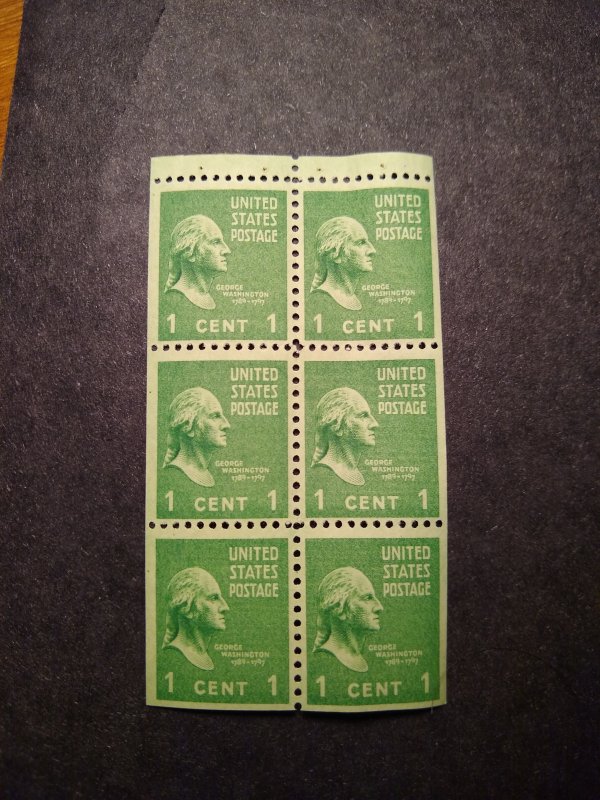 UNITED
STATES
POSTAGE
GEORGE
WASHINGTON
1789-1797
1 CENT 1
UNITED
STATES
POSTAGE
GEORGE
WASHINGTON
1789-1797
1 CENT 1
UNITED
STATES
POSTAGE
GEORGE
WASHINGTON
1789-1797
1 CENT 1
UNITED
STATES
POSTAGE
GEORGE
WASHINGTON
1789-1797
1 CENT 1
UNITED
STATES
POSTAGE
GEORGE
WASHINGTON
1789-1797
1 CENT 1
UNITED
STATES
POSTAGE
GEORGE
WASHINGTON
1789-1797
1 CENT 1